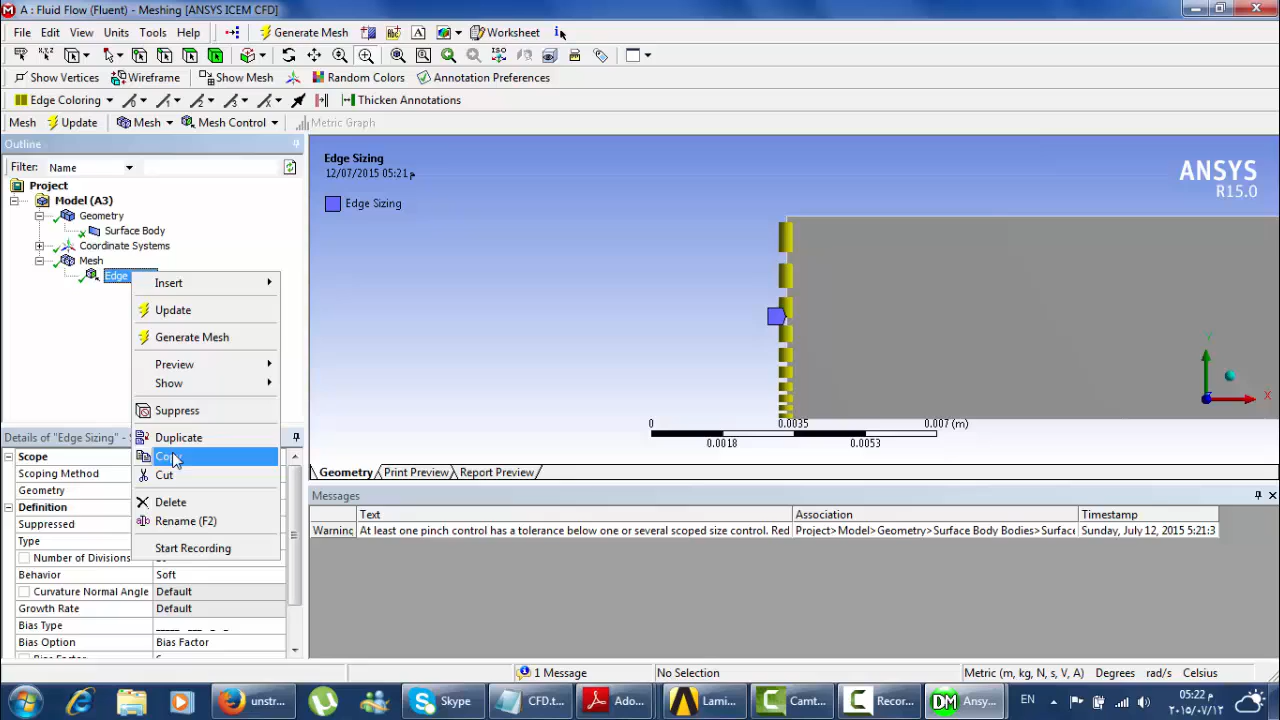 A : Fluid Flow (Fluent) - Meshing [ANSYS ICEM CFD]
File Edit View Units Tools Help Generate Mesh Worksheet i
Show Vertices Wireframe Show Mesh Random Colors Annotation Preferences
Edge Coloring Thicken Annotations
Mesh Update Mesh Mesh Control Metric Graph
Outline
Filter: Name
Project
Model (A3)
Geometry
Surface Body
Coordinate Systems
Mesh
Edge
Insert
Update
Generate Mesh
Preview
Show
Suppress
Duplicate
Cut
Delete
Rename (F2)
Start Recording
Details of "Edge Sizing" - S
Scope
Scoping Method
Geometry
Definition
Suppressed
Type
Number of Divisions
Behavior Soft
Curvature Normal Angle Default
Growth Rate Default
Bias Type _____ ___ _ _
Bias Option Bias Factor
Edge Sizing
12/07/2015 05:21 م
Edge Sizing
ANSYS
R15.0
Y
X
0 0.0035 0.007 (m)
0.0018 0.0053
Geometry Print Preview Report Preview
Messages
Text Association Timestamp
Warning At least one pinch control has a tolerance below one or several scoped size control. Red Project>Model>Geometry>Surface Body Bodies>Surface Sunday, July 12, 2015 5:21:3
1 Message No Selection Metric (m, kg, N, s, V, A) Degrees rad/s Celsius
unstr... Skype CFD.t... Ado... Lami... Camt... Reco... Ansy... EN
05:22 م
٢٠١٥/٠٧/١٢